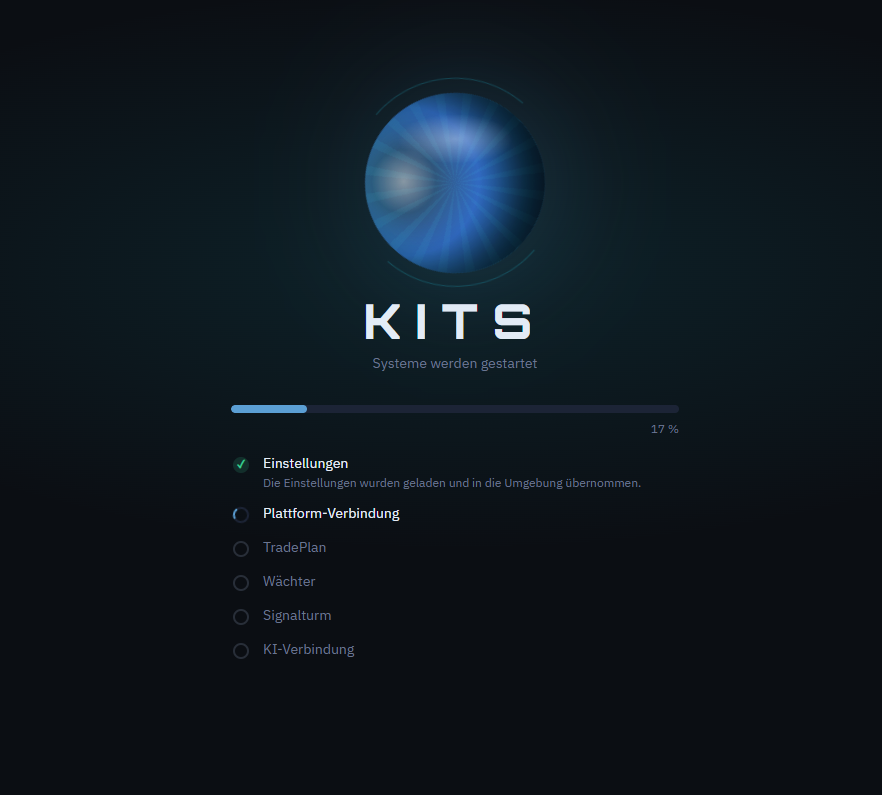 KITS
Systeme werden gestartet
17 %
Einstellungen
Die Einstellungen wurden geladen und in die Umgebung übernommen.
Plattform-Verbindung
TradePlan
Wächter
Signalturm
KI-Verbindung